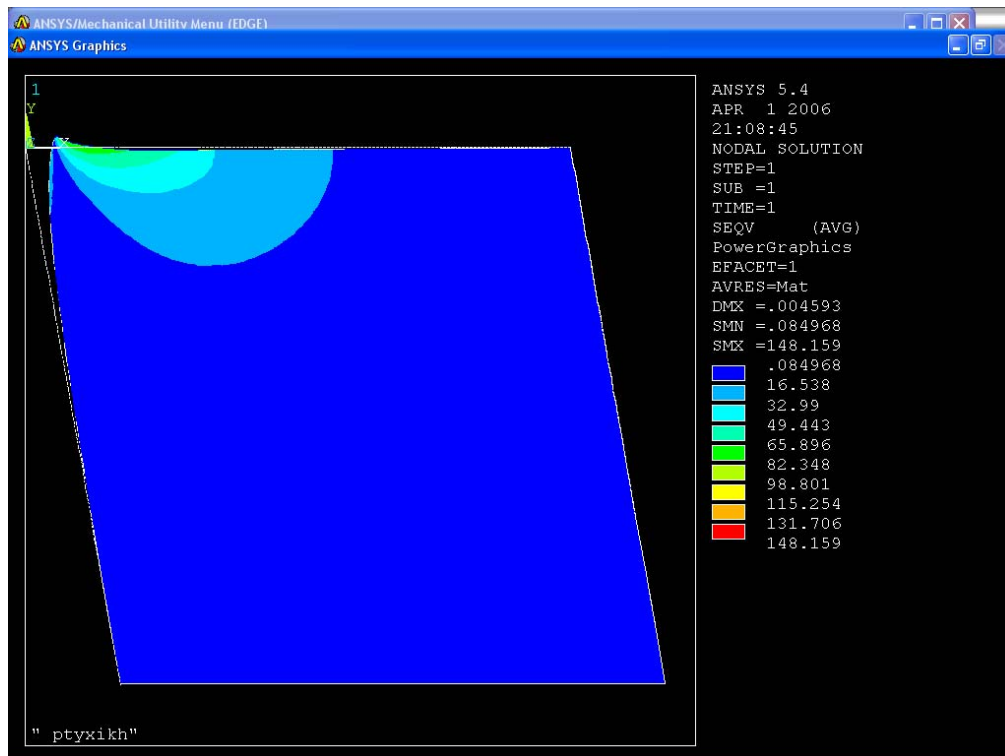 ANSYS/Mechanical Utility Menu (EDGE)
ANSYS Graphics
1
Y
X
ANSYS 5.4
APR 1 2006
21:08:45
NODAL SOLUTION
STEP=1
SUB =1
TIME=1
SEQV (AVG)
PowerGraphics
EFACET=1
AVRES=Mat
DMX =.004593
SMN =.084968
SMX =148.159
.084968
16.538
32.99
49.443
65.896
82.348
98.801
115.254
131.706
148.159
" ptyxikh"